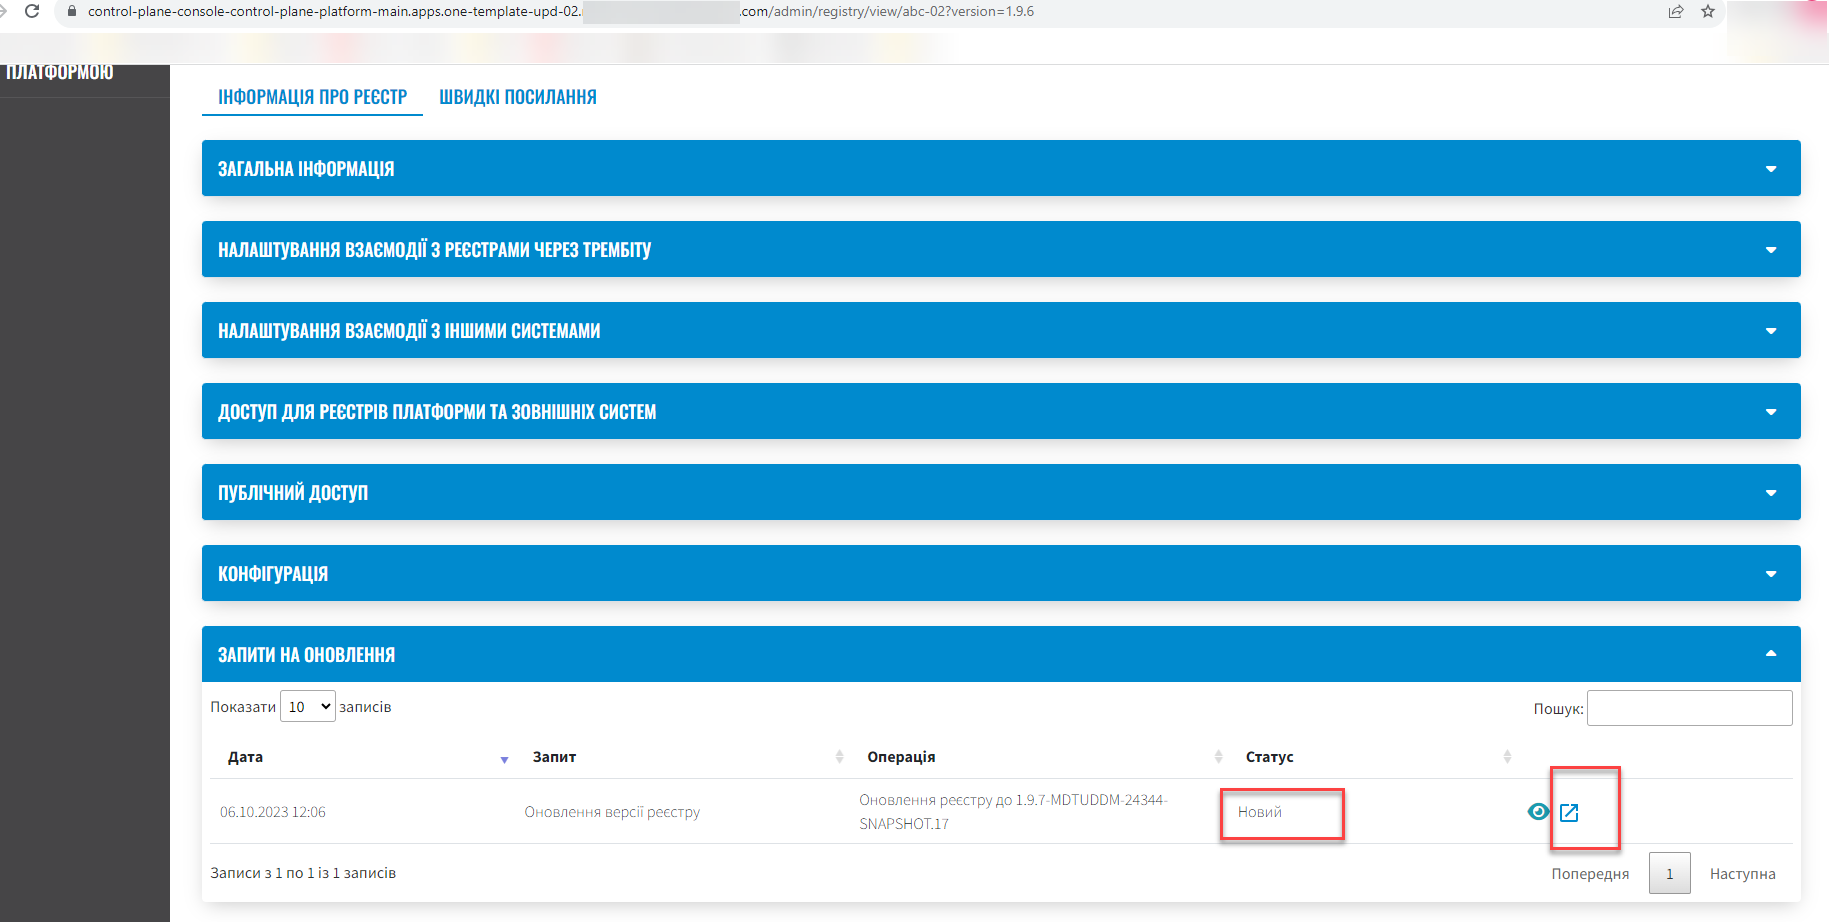 control-plane-console-control-plane-platform-main.apps.one-template-upd-02. .com/admin/registry/view/abc-02?version=1.9.6
ПЛАТФОРМОЮ
ІНФОРМАЦІЯ ПРО РЕЄСТР ШВИДКІ ПОСИЛАННЯ
ЗАГАЛЬНА ІНФОРМАЦІЯ
НАЛАШТУВАННЯ ВЗАЄМОДІЇ З РЕЄСТРАМИ ЧЕРЕЗ ТРЕМБІТУ
НАЛАШТУВАННЯ ВЗАЄМОДІЇ З ІНШИМИ СИСТЕМАМИ
ДОСТУП ДЛЯ РЕЄСТРІВ ПЛАТФОРМИ ТА ЗОВНІШНІХ СИСТЕМ
ПУБЛІЧНИЙ ДОСТУП
КОНФІГУРАЦІЯ
ЗАПИТИ НА ОНОВЛЕННЯ
Показати 10 записів Пошук:
Дата Запит Операція Статус
06.10.2023 12:06 Оновлення версії реєстру Оновлення реєстру до 1.9.7-MDTUDDM-24344- Новий
SNAPSHOT.17
Записи з 1 по 1 із 1 записів Попередня 1 Наступна